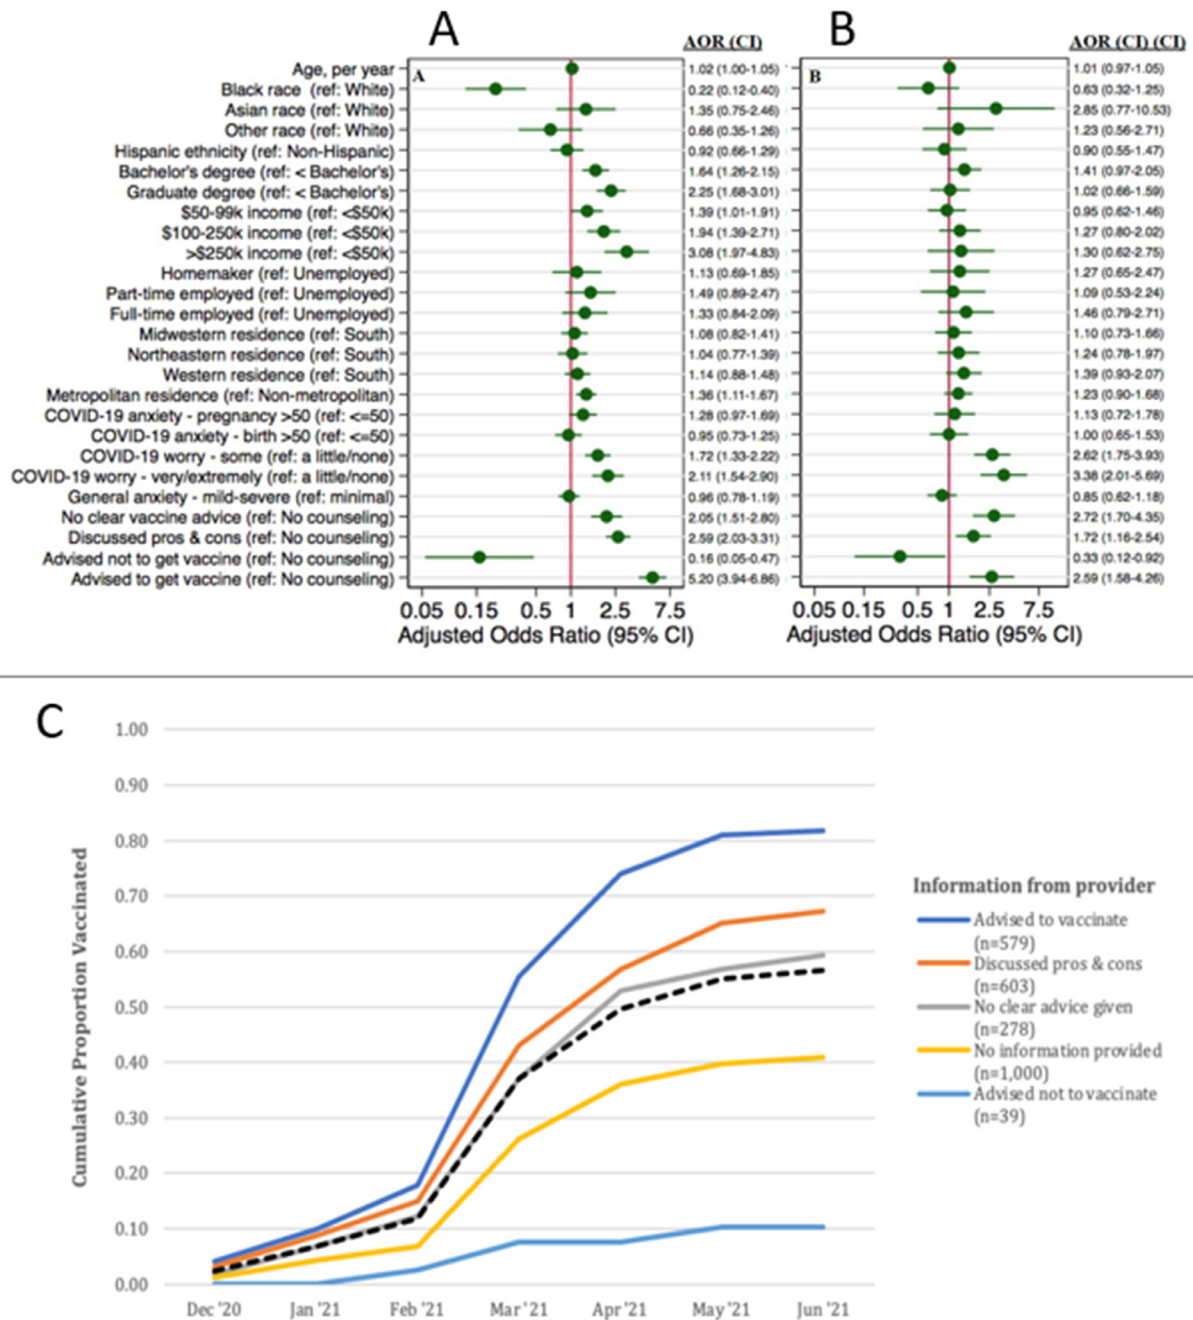 A
B
AOR (CI)
AOR (CI) (CI)
A
B
Age, per year 1.02 (1.00-1.05) 1.01 (0.97-1.05)
Black race (ref: White) 0.22 (0.12-0.40) 0.63 (0.32-1.25)
Asian race (ref: White) 1.35 (0.75-2.46) 2.85 (0.77-10.53)
Other race (ref: White) 0.66 (0.35-1.26) 1.23 (0.56-2.71)
Hispanic ethnicity (ref: Non-Hispanic) 0.92 (0.66-1.29) 0.90 (0.55-1.47)
Bachelor's degree (ref: < Bachelor's) 1.64 (1.26-2.15) 1.41 (0.97-2.05)
Graduate degree (ref: < Bachelor's) 2.25 (1.68-3.01) 1.02 (0.66-1.59)
$50-99k income (ref: <$50k) 1.39 (1.01-1.91) 0.95 (0.62-1.46)
$100-250k income (ref: <$50k) 1.94 (1.39-2.71) 1.27 (0.80-2.02)
>$250k income (ref: <$50k) 3.08 (1.97-4.83) 1.30 (0.62-2.75)
Homemaker (ref: Unemployed) 1.13 (0.69-1.85) 1.27 (0.65-2.47)
Part-time employed (ref: Unemployed) 1.49 (0.89-2.47) 1.09 (0.53-2.24)
Full-time employed (ref: Unemployed) 1.33 (0.84-2.09) 1.46 (0.79-2.71)
Midwestern residence (ref: South) 1.08 (0.82-1.41) 1.10 (0.73-1.66)
Northeastern residence (ref: South) 1.04 (0.77-1.39) 1.24 (0.78-1.97)
Western residence (ref: South) 1.14 (0.88-1.48) 1.39 (0.93-2.07)
Metropolitan residence (ref: Non-metropolitan) 1.36 (1.11-1.67) 1.23 (0.90-1.68)
COVID-19 anxiety - pregnancy >50 (ref: <=50) 1.28 (0.97-1.69) 1.13 (0.72-1.78)
COVID-19 anxiety - birth >50 (ref: <=50) 0.95 (0.73-1.25) 1.00 (0.65-1.53)
COVID-19 worry - some (ref: a little/none) 1.72 (1.33-2.22) 2.62 (1.75-3.93)
COVID-19 worry - very/extremely (ref: a little/none) 2.11 (1.54-2.90) 3.38 (2.01-5.69)
General anxiety - mild-severe (ref: minimal) 0.96 (0.78-1.19) 0.85 (0.62-1.18)
No clear vaccine advice (ref: No counseling) 2.05 (1.51-2.80) 2.72 (1.70-4.35)
Discussed pros & cons (ref: No counseling) 2.59 (2.03-3.31) 1.72 (1.16-2.54)
Advised not to get vaccine (ref: No counseling) 0.16 (0.05-0.47) 0.33 (0.12-0.92)
Advised to get vaccine (ref: No counseling) 5.20 (3.94-6.86) 2.59 (1.58-4.26)
0.05 0.15 0.5 1 2.5 7.5
0.05 0.15 0.5 1 2.5 7.5
Adjusted Odds Ratio (95% CI)
Adjusted Odds Ratio (95% CI)
C
Cumulative Proportion Vaccinated
1.00
0.90
0.80
0.70
0.60
0.50
0.40
0.30
0.20
0.10
0.00
Dec '20 Jan '21 Feb '21 Mar '21 Apr '21 May '21 Jun '21
Information from provider
Advised to vaccinate
(n=579)
Discussed pros & cons
(n=603)
No clear advice given
(n=278)
No information provided
(n=1,000)
Advised not to vaccinate
(n=39)